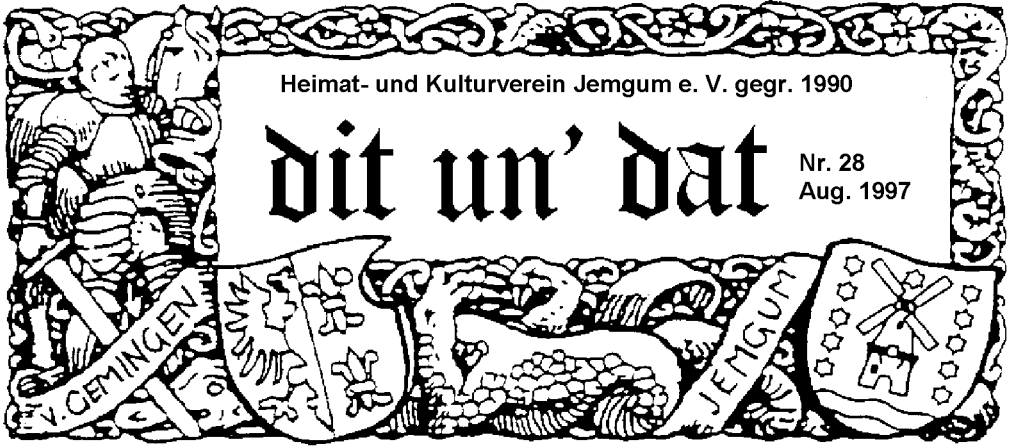 Heimat- und Kulturverein Jemgum e. V. gegr. 1990
dit un' dat
Nr. 28
Aug. 1997
V. GEMINGEN
JEMGUM